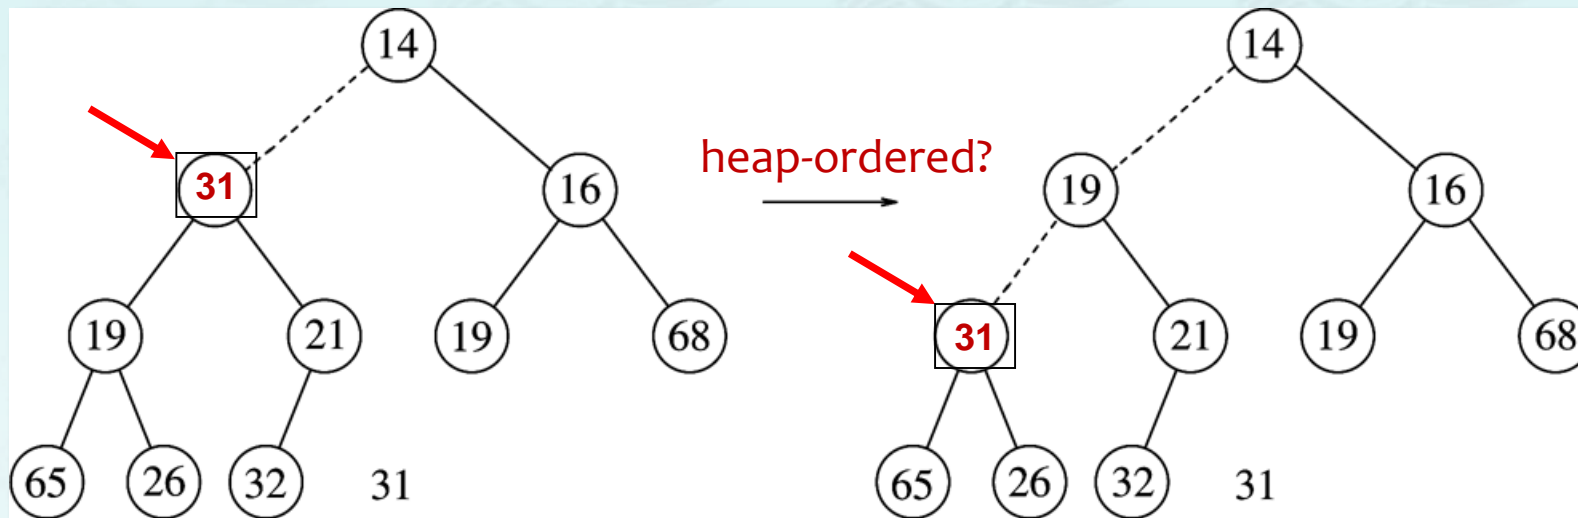 14 14
31 heap-ordered? 16 19 16
19 21 19 68 31 21 19 68
65 26 32 31 65 26 32 31